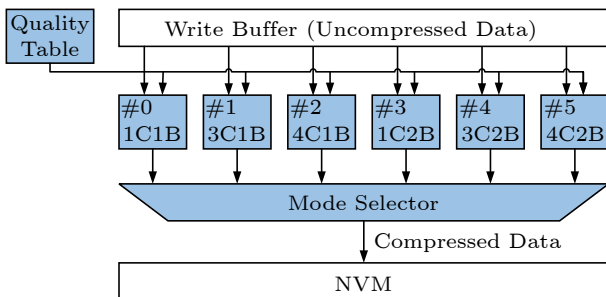 Quality
Table
Write Buffer (Uncompressed Data)
#0
1C1B
#1
3C1B
#2
4C1B
#3
1C2B
#4
3C2B
#5
4C2B
Mode Selector
Compressed Data
NVM